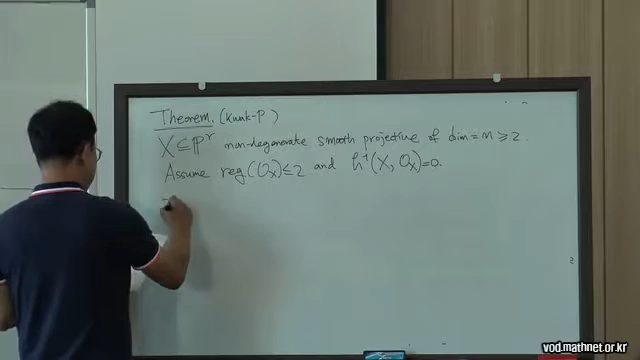 Theorem. (Kwak-P)
X ⊆ ℙ^r non-degenerate smooth projective of dim = n ≥ 2.
Assume reg(O_X) ≤ 2 and h^1(X, O_X) = 0.
vod.mathnet.or.kr